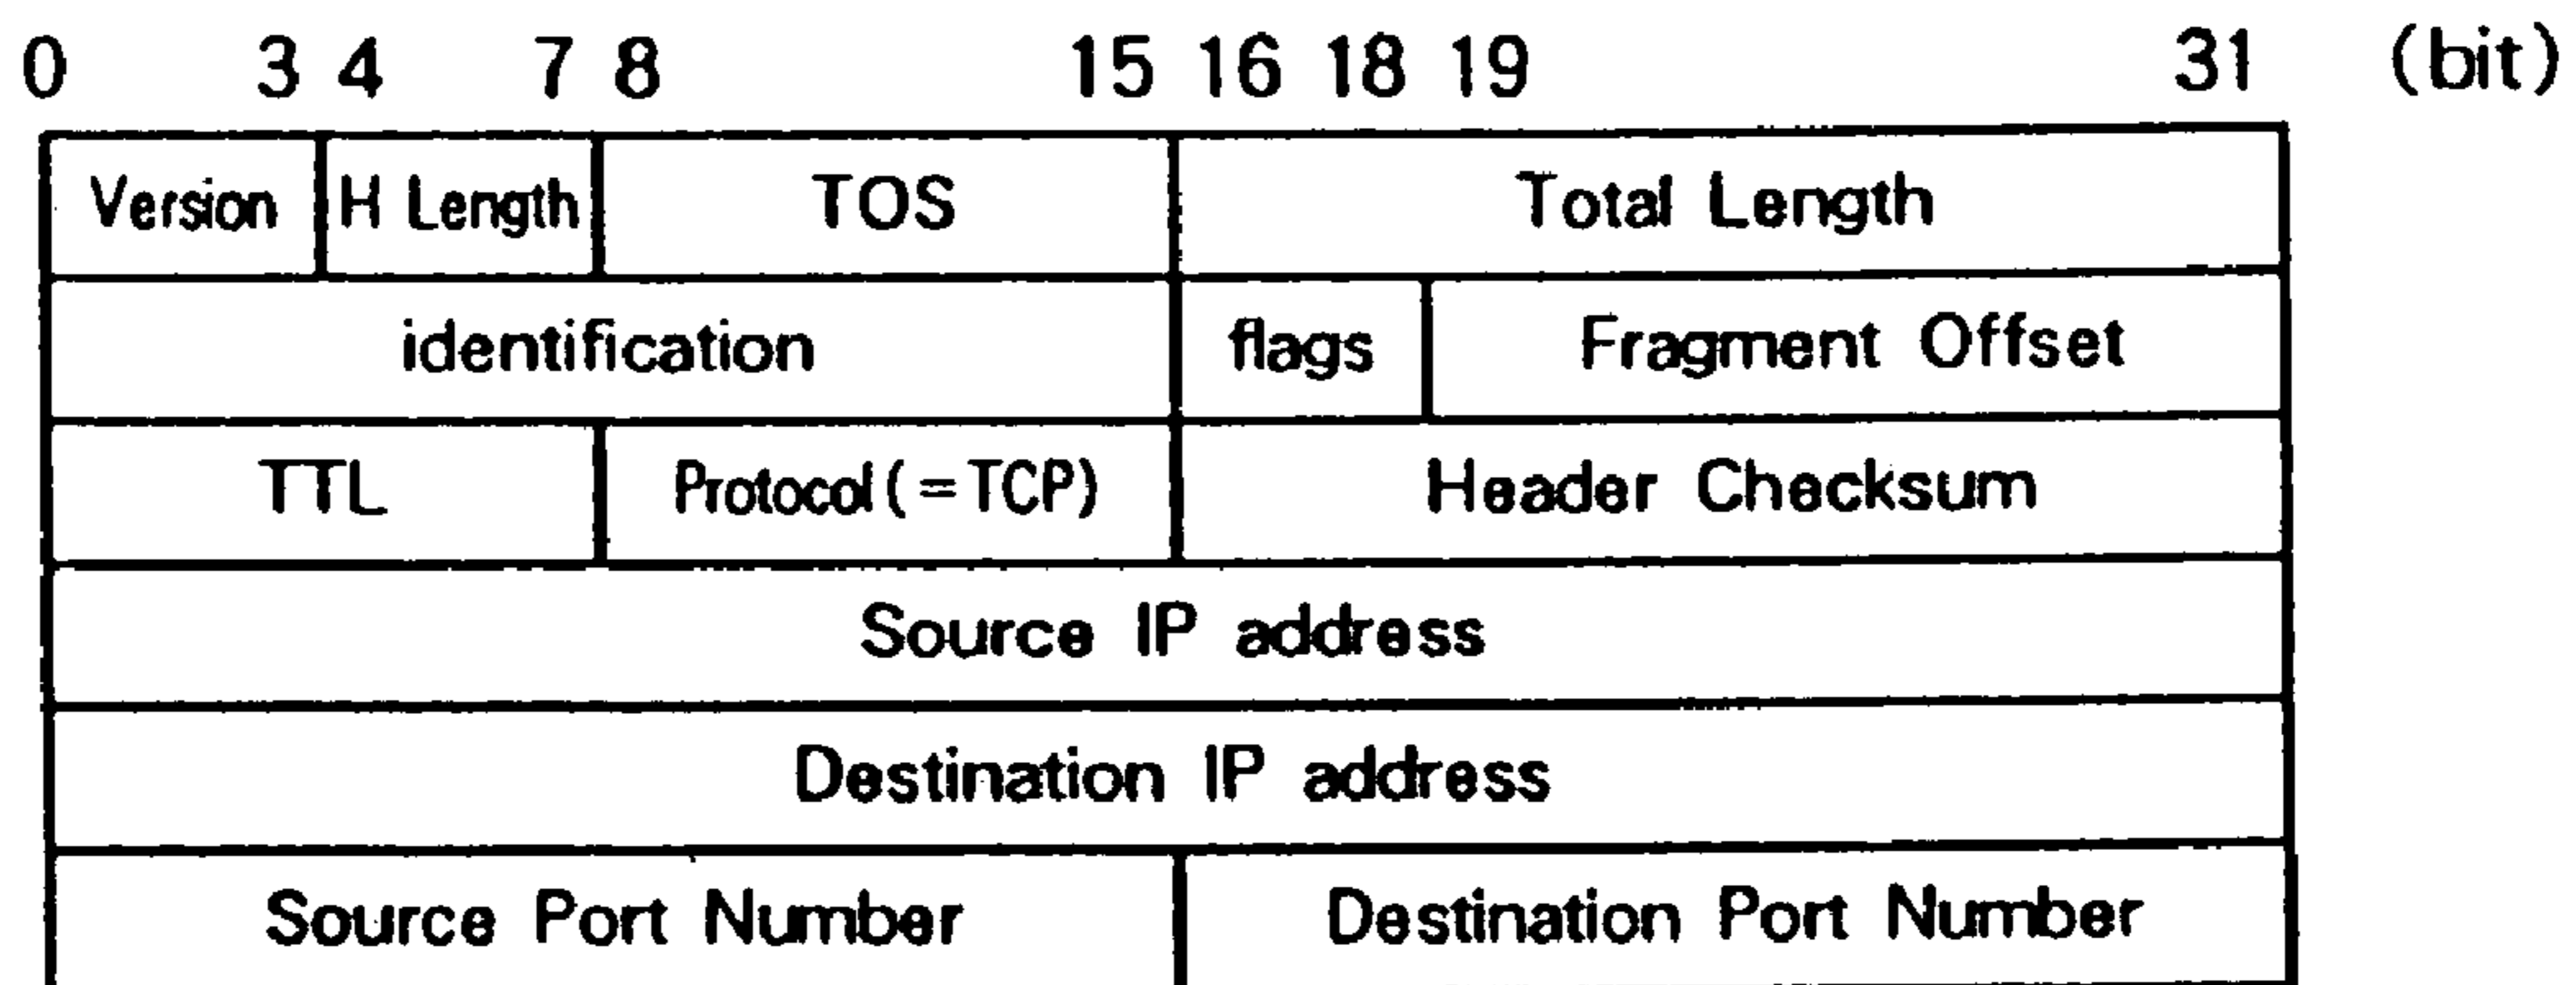 0 3 4 7 8 15 16 18 19 31 (bit)
Version H Length TOS Total Length
identification flags Fragment Offset
TTL Protocol(=TCP) Header Checksum
Source IP address
Destination IP address
Source Port Number Destination Port Number